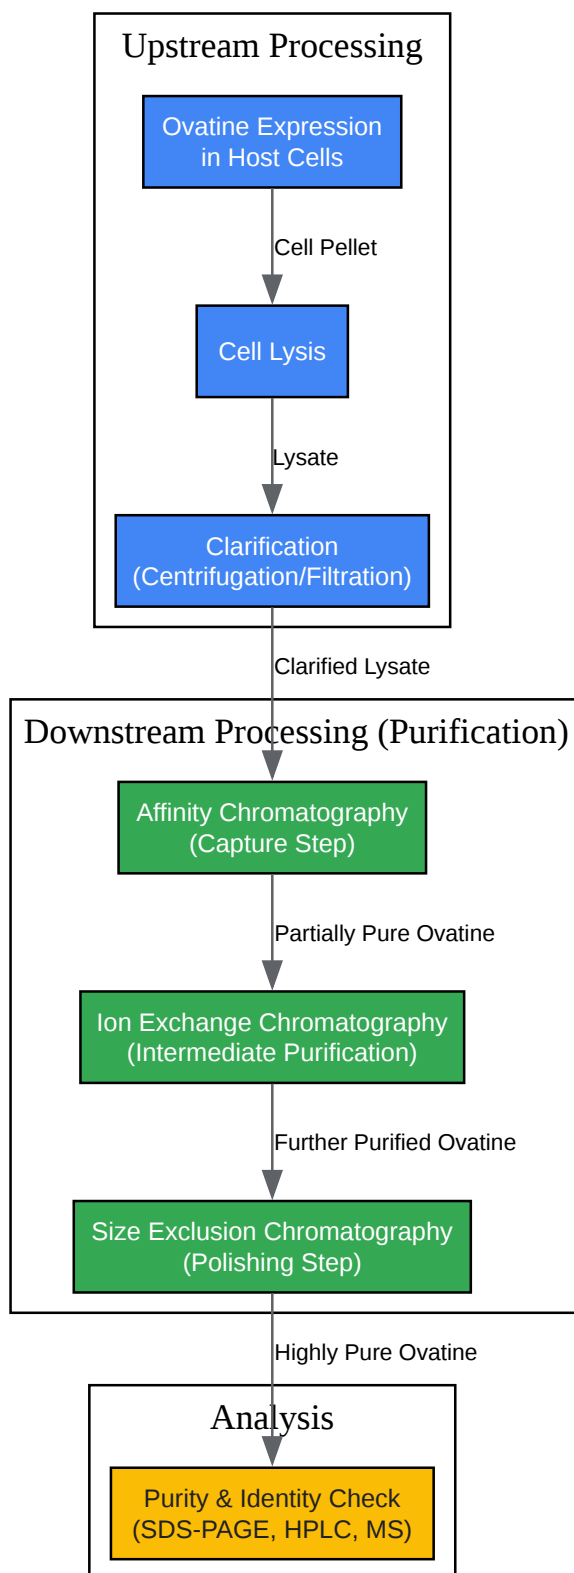 Upstream Processing
Ovatine Expression
in Host Cells
Cell Pellet
Cell Lysis
Lysate
Clarification
(Centrifugation/Filtration)
Clarified Lysate
Downstream Processing (Purification)
Affinity Chromatography
(Capture Step)
Partially Pure Ovatine
Ion Exchange Chromatography
(Intermediate Purification)
Further Purified Ovatine
Size Exclusion Chromatography
(Polishing Step)
Highly Pure Ovatine
Analysis
Purity & Identity Check
(SDS-PAGE, HPLC, MS)